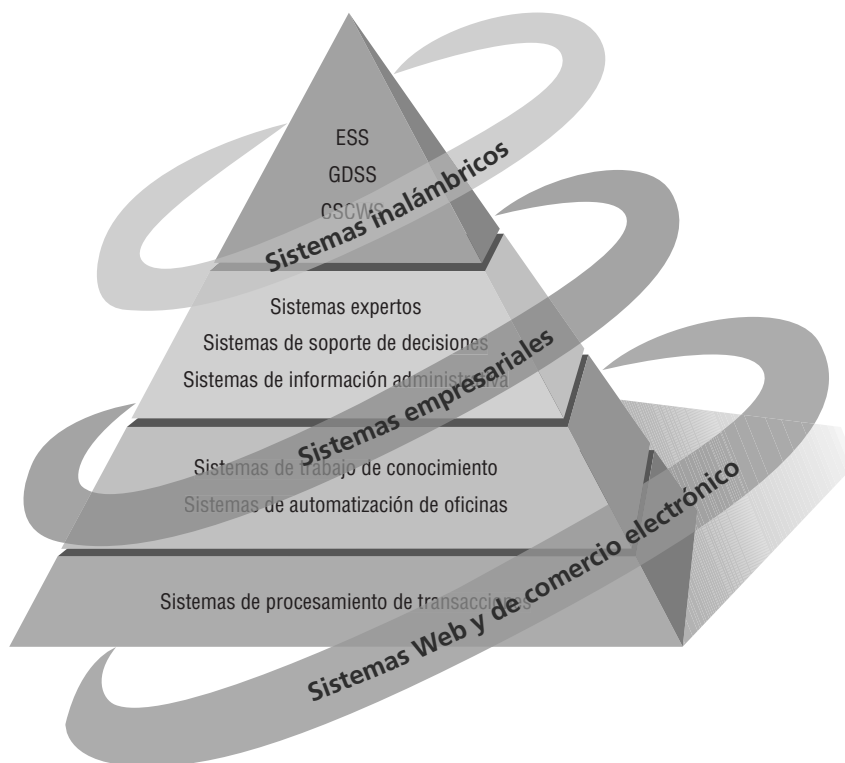 ESS
GDSS
CSCWS
Sistemas inalámbricos
Sistemas expertos
Sistemas de soporte de decisiones
Sistemas de información administrativa
Sistemas empresariales
Sistemas de trabajo de conocimiento
Sistemas de automatización de oficinas
Sistemas de procesamiento de transacciones
Sistemas Web y de comercio electrónico